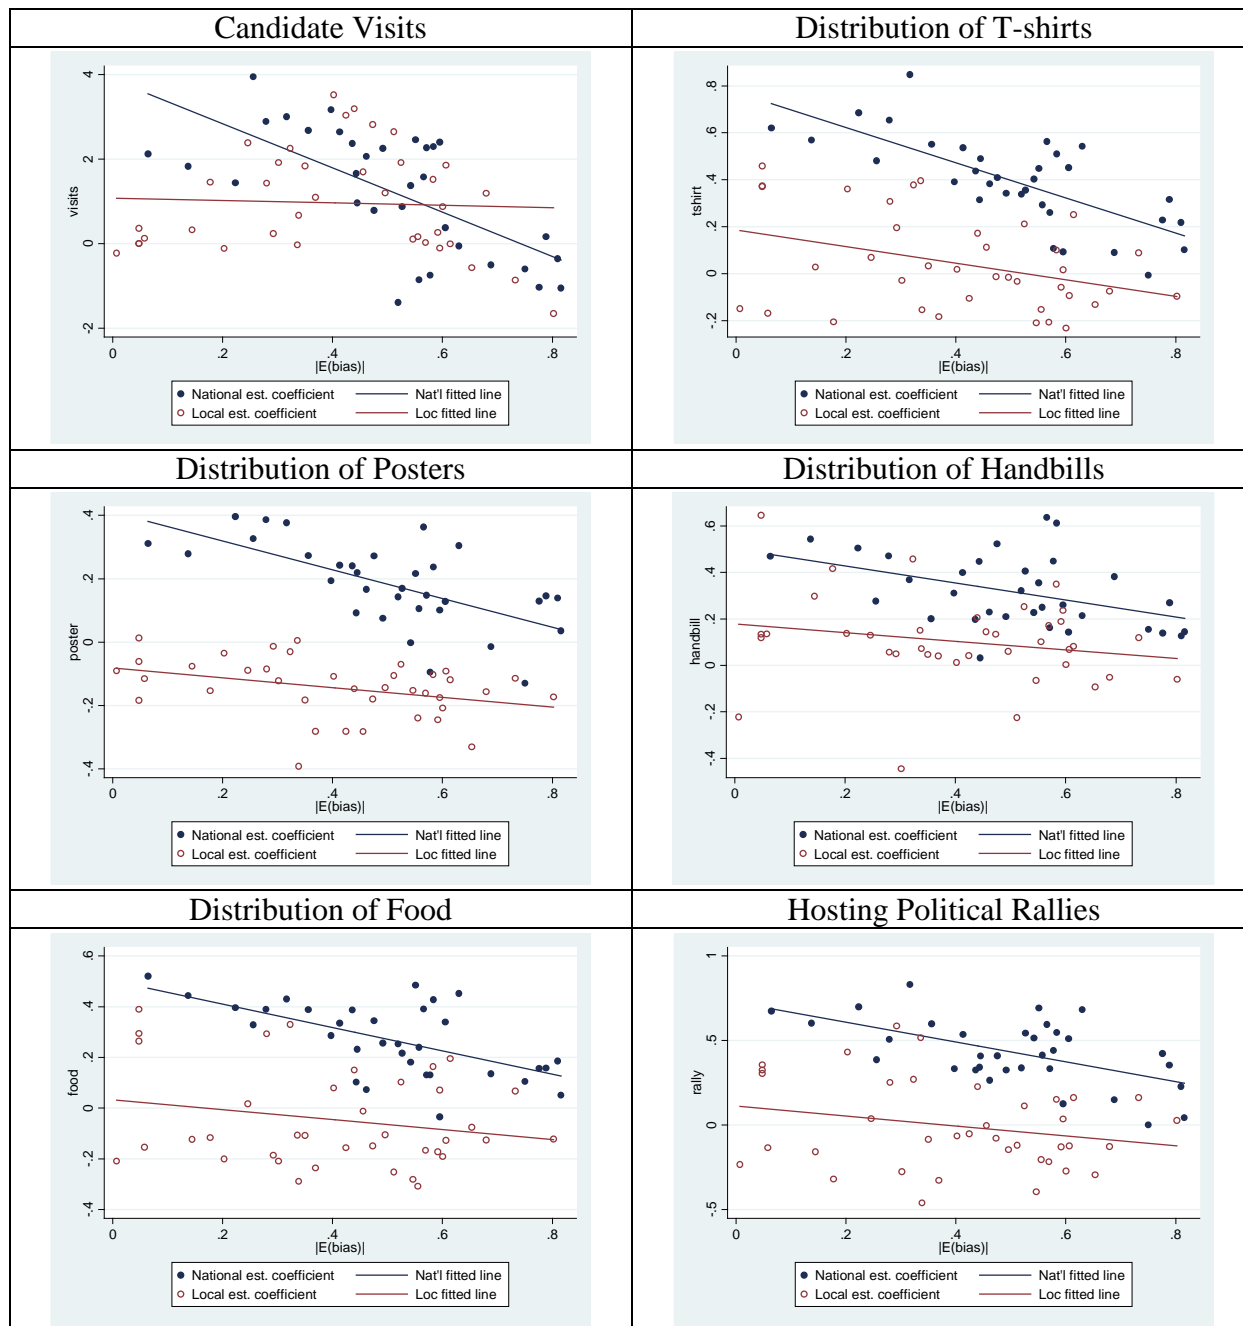 Candidate Visits
Distribution of T-shirts
4
2
0
-2
visits
0
.2
.4
.6
.8
|E(bias)|
National est. coefficient
Nat'l fitted line
Local est. coefficient
Loc fitted line
.8
.6
.4
.2
0
-.2
tshirt
0
.2
.4
.6
.8
|E(bias)|
National est. coefficient
Nat'l fitted line
Local est. coefficient
Loc fitted line
Distribution of Posters
Distribution of Handbills
.4
.2
0
-.2
-.4
poster
0
.2
.4
.6
.8
|E(bias)|
National est. coefficient
Nat'l fitted line
Local est. coefficient
Loc fitted line
.6
.4
.2
0
-.2
-.4
handbill
0
.2
.4
.6
.8
|E(bias)|
National est. coefficient
Nat'l fitted line
Local est. coefficient
Loc fitted line
Distribution of Food
Hosting Political Rallies
.6
.4
.2
0
-.2
-.4
food
0
.2
.4
.6
.8
|E(bias)|
National est. coefficient
Nat'l fitted line
Local est. coefficient
Loc fitted line
1
.5
0
-.5
rally
0
.2
.4
.6
.8
|E(bias)|
National est. coefficient
Nat'l fitted line
Local est. coefficient
Loc fitted line